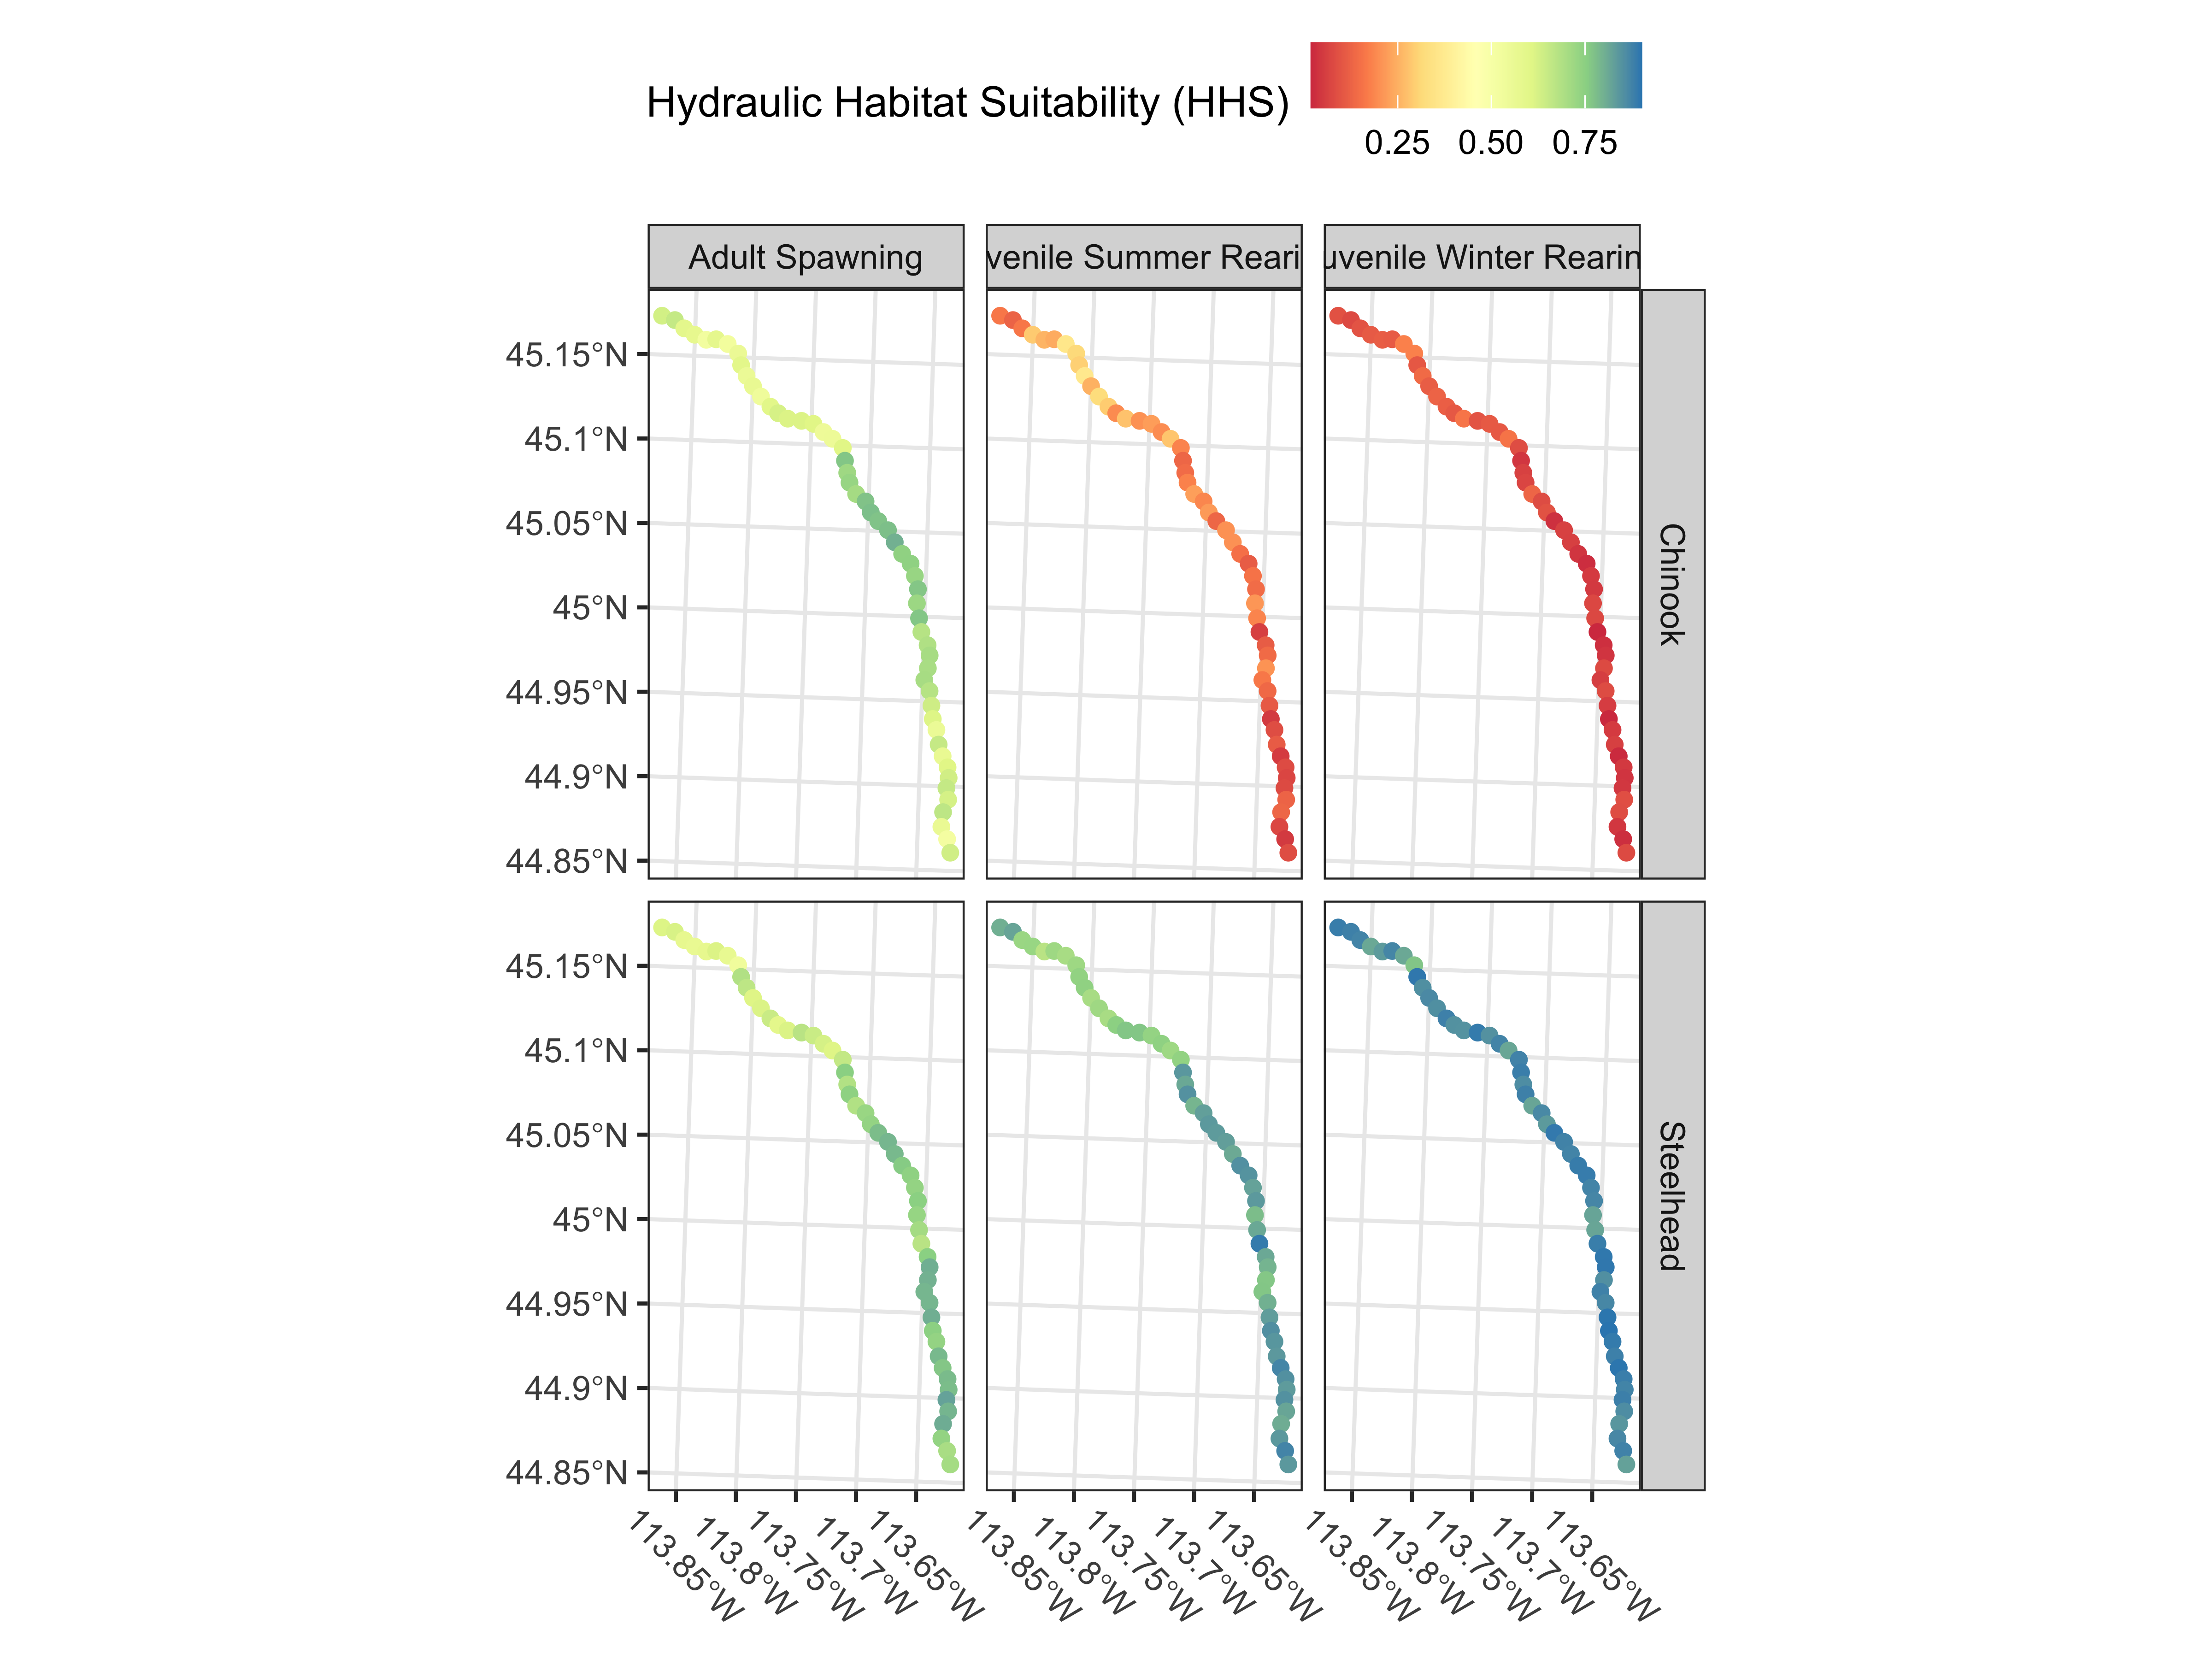 Hydraulic Habitat Suitability (HHS)
0.25 0.50 0.75
Adult Spawning
venile Summer Reari
uvenile Winter Rearin
45.15°N
45.1°N
45.05°N
45°N
44.95°N
44.9°N
44.85°N
Chinook
45.15°N
45.1°N
45.05°N
45°N
44.95°N
44.9°N
44.85°N
Steelhead
113.85°W
113.8°W
113.75°W
113.7°W
113.65°W
113.85°W
113.8°W
113.75°W
113.7°W
113.65°W
113.85°W
113.8°W
113.75°W
113.7°W
113.65°W